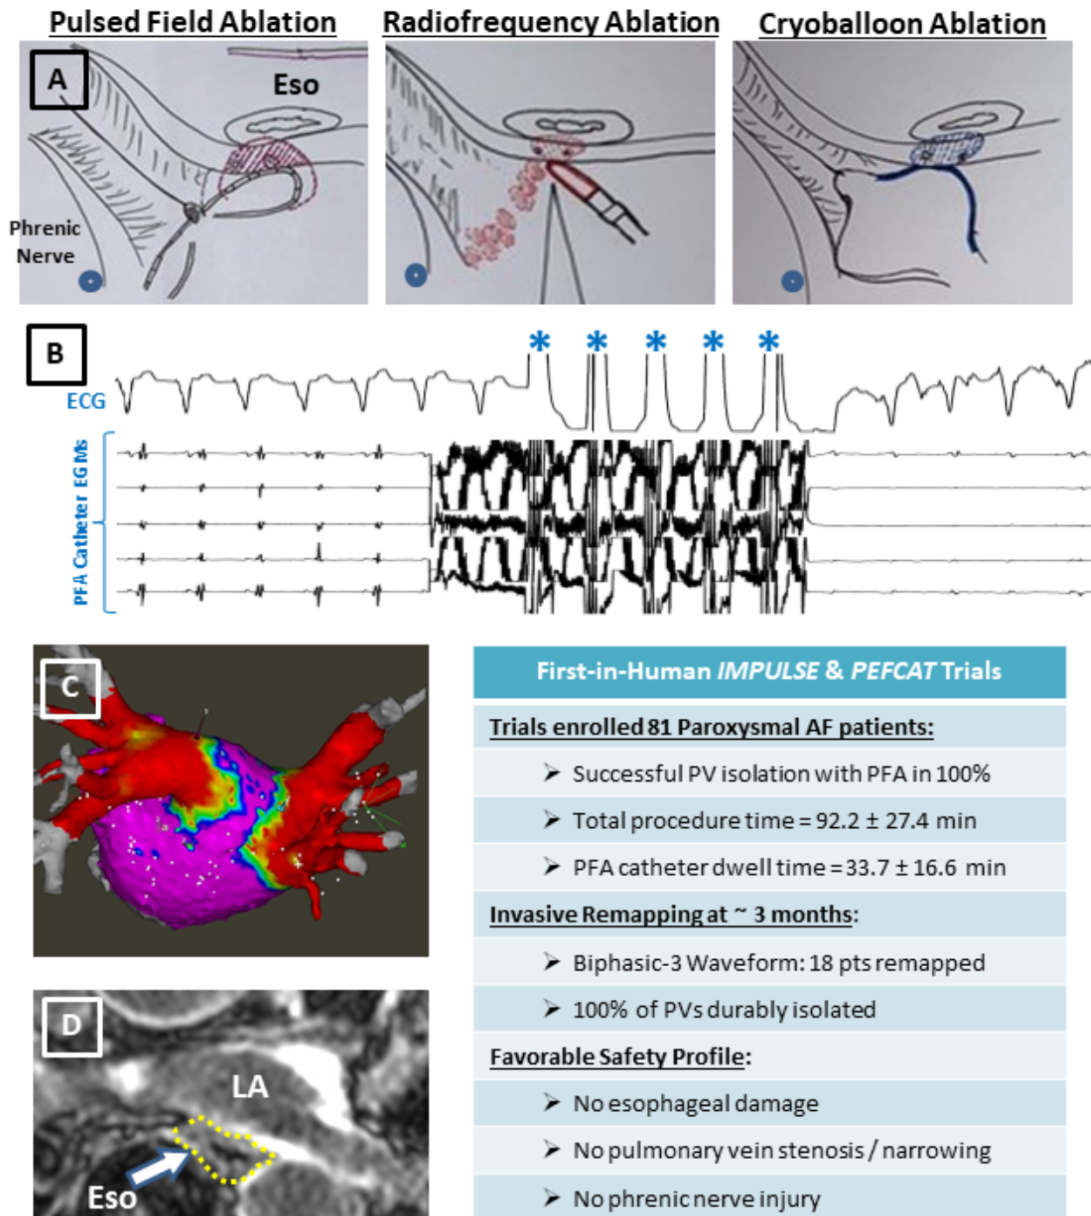 Pulsed Field Ablation
Radiofrequency Ablation
Cryoballoon Ablation
A
Eso
Phrenic
Nerve
B
* * * * *
ECG
PFA Catheter EGMs
C
First-in-Human IMPULSE & PEFCAT Trials
Trials enrolled 81 Paroxysmal AF patients:
➢ Successful PV isolation with PFA in 100%
➢ Total procedure time = 92.2 ± 27.4 min
➢ PFA catheter dwell time = 33.7 ± 16.6 min
Invasive Remapping at ~ 3 months:
➢ Biphasic-3 Waveform: 18 pts remapped
➢ 100% of PVs durably isolated
Favorable Safety Profile:
➢ No esophageal damage
➢ No pulmonary vein stenosis / narrowing
➢ No phrenic nerve injury
D
LA
Eso